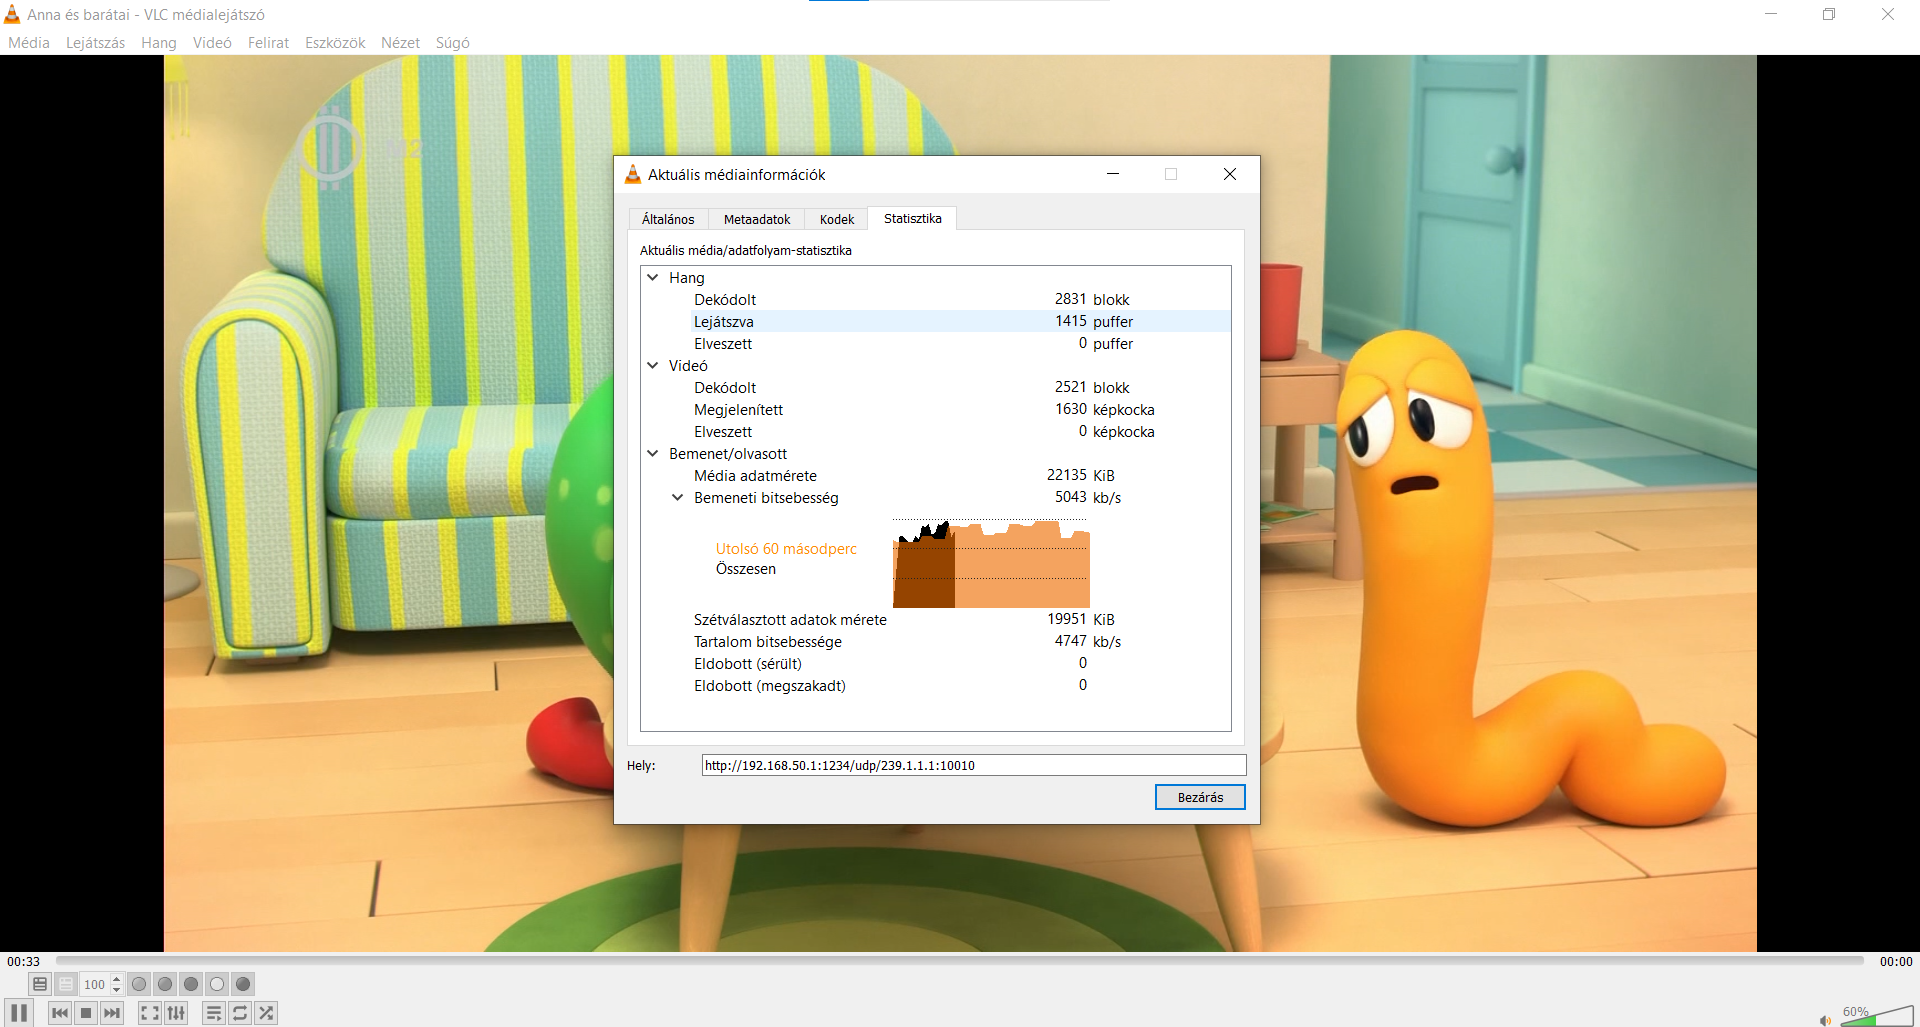 Anna és barátai - VLC médialejátszó
Média Lejátszás Hang Videó Felirat Eszközök Nézet Súgó
M2
Aktuális médiainformációk
Általános Metaadatok Kodek Statisztika
Aktuális média/adatfolyam-statisztika
Hang
Dekódolt 2831 blokk
Lejátszva 1415 puffer
Elveszett 0 puffer
Videó
Dekódolt 2521 blokk
Megjelenített 1630 képkocka
Elveszett 0 képkocka
Bemenet/olvasott
Média adatmérete 22135 KiB
Bemeneti bitsebesség 5043 kb/s
Utolsó 60 másodperc
Összesen
Szétválasztott adatok mérete 19951 KiB
Tartalom bitsebessége 4747 kb/s
Eldobott (sérült) 0
Eldobott (megszakadt) 0
Hely: http://192.168.50.1:1234/udp/239.1.1.1:10010
Bezárás
00:33 00:00
100
60%